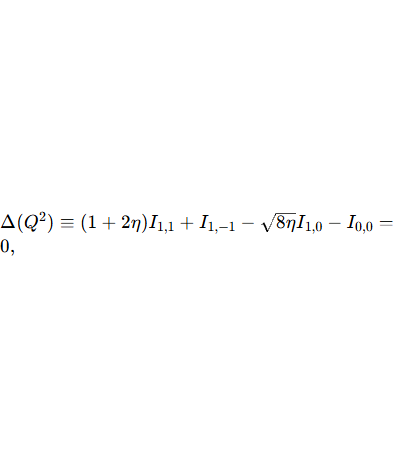 Δ(Q²) ≡ (1 + 2η)I₁,₁ + I₁,₋₁ − √8η I₁,₀ − I₀,₀ =
0,